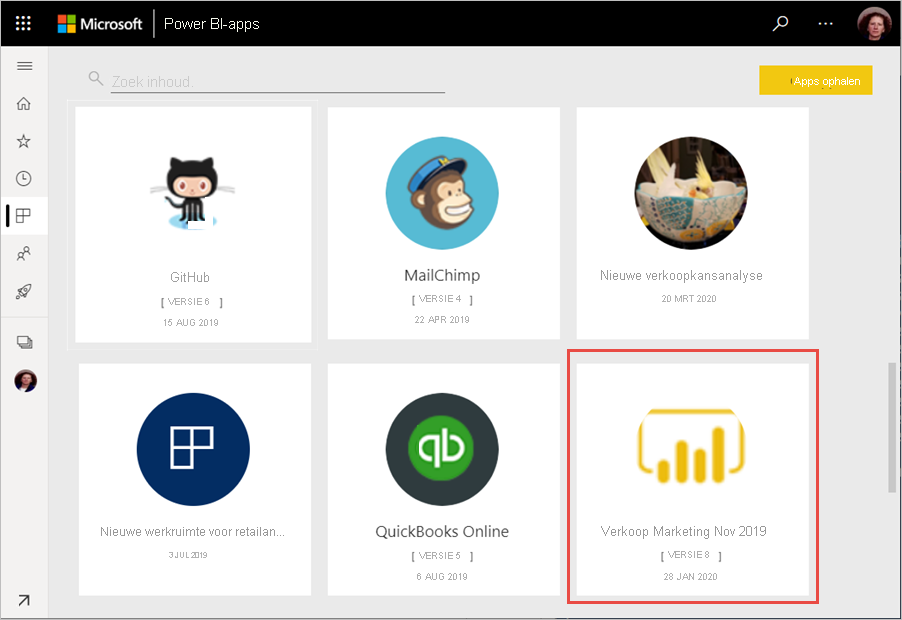 Microsoft Power BI-apps
Zoek inhoud.
Apps ophalen
GitHub
[ VERSIE 6 ]
15 AUG 2019
MailChimp
[ VERSIE 4 ]
22 APR 2019
Nieuwe verkoopkansanalyse
20 MRT 2020
Nieuwe werkruimte voor retailan...
3 JUL 2019
qb
QuickBooks Online
[ VERSIE 5 ]
6 AUG 2019
Verkoop Marketing Nov 2019
[ VERSIE 8 ]
28 JAN 2020